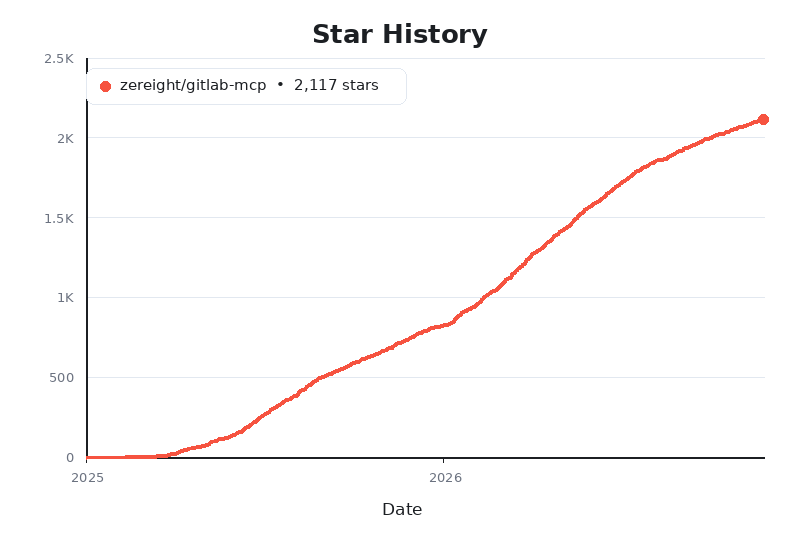 Star History
2.5K
zereight/gitlab-mcp • 2,117 stars
2K
1.5K
1K
500
0
2025
2026
Date